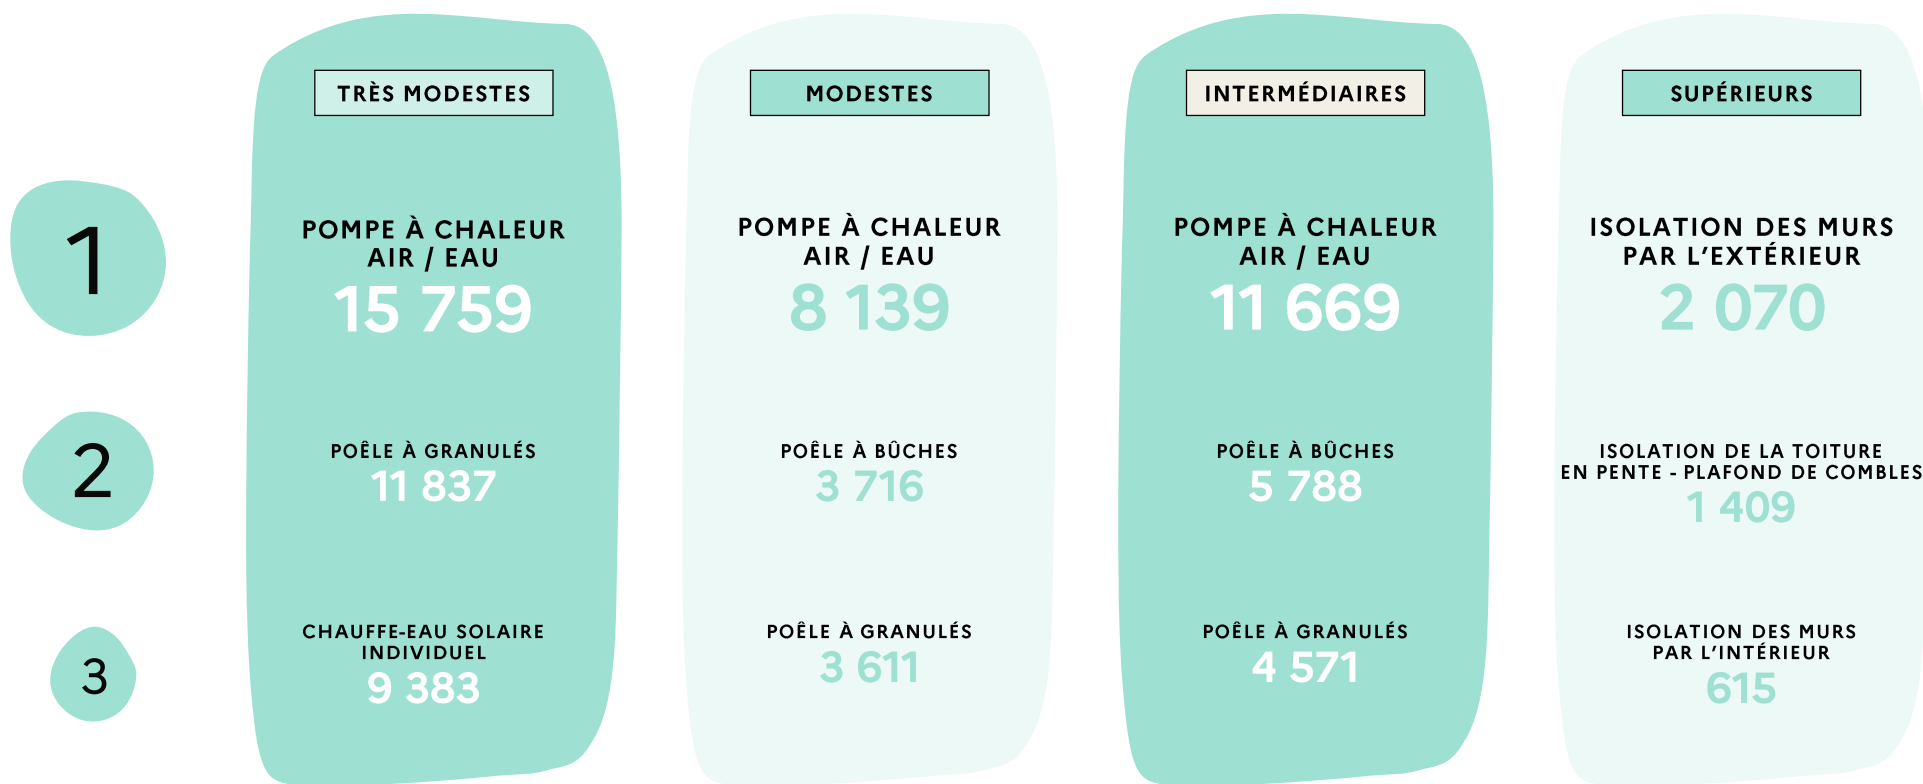 TRÈS MODESTES
MODESTES
INTERMÉDIAIRES
SUPÉRIEURS
1
POMPE À CHALEUR
AIR / EAU
15 759
POMPE À CHALEUR
AIR / EAU
8 139
POMPE À CHALEUR
AIR / EAU
11 669
ISOLATION DES MURS
PAR L’EXTÉRIEUR
2 070
2
POÊLE À GRANULÉS
11 837
POÊLE À BÛCHES
3 716
POÊLE À BÛCHES
5 788
ISOLATION DE LA TOITURE
EN PENTE - PLAFOND DE COMBLES
1 409
3
CHAUFFE-EAU SOLAIRE
INDIVIDUEL
9 383
POÊLE À GRANULÉS
3 611
POÊLE À GRANULÉS
4 571
ISOLATION DES MURS
PAR L’INTÉRIEUR
615